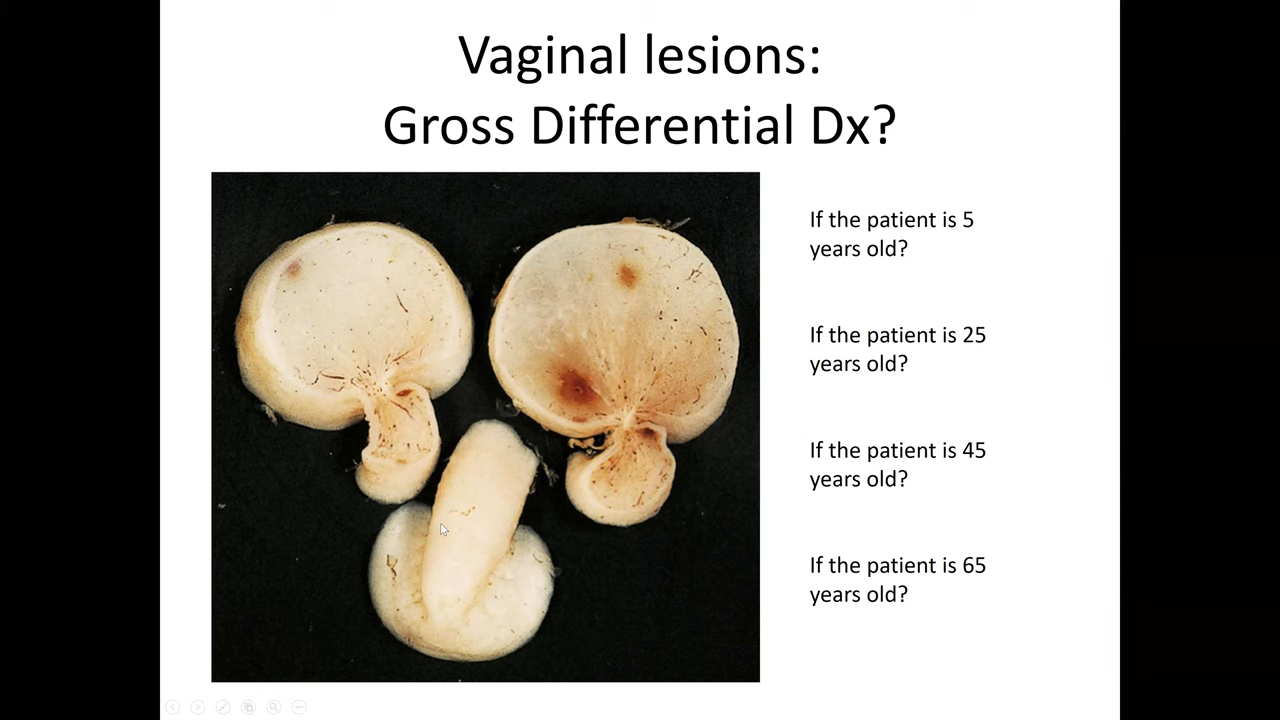 Vaginal lesions:
Gross Differential Dx?
If the patient is 5
years old?
If the patient is 25
years old?
If the patient is 45
years old?
If the patient is 65
years old?